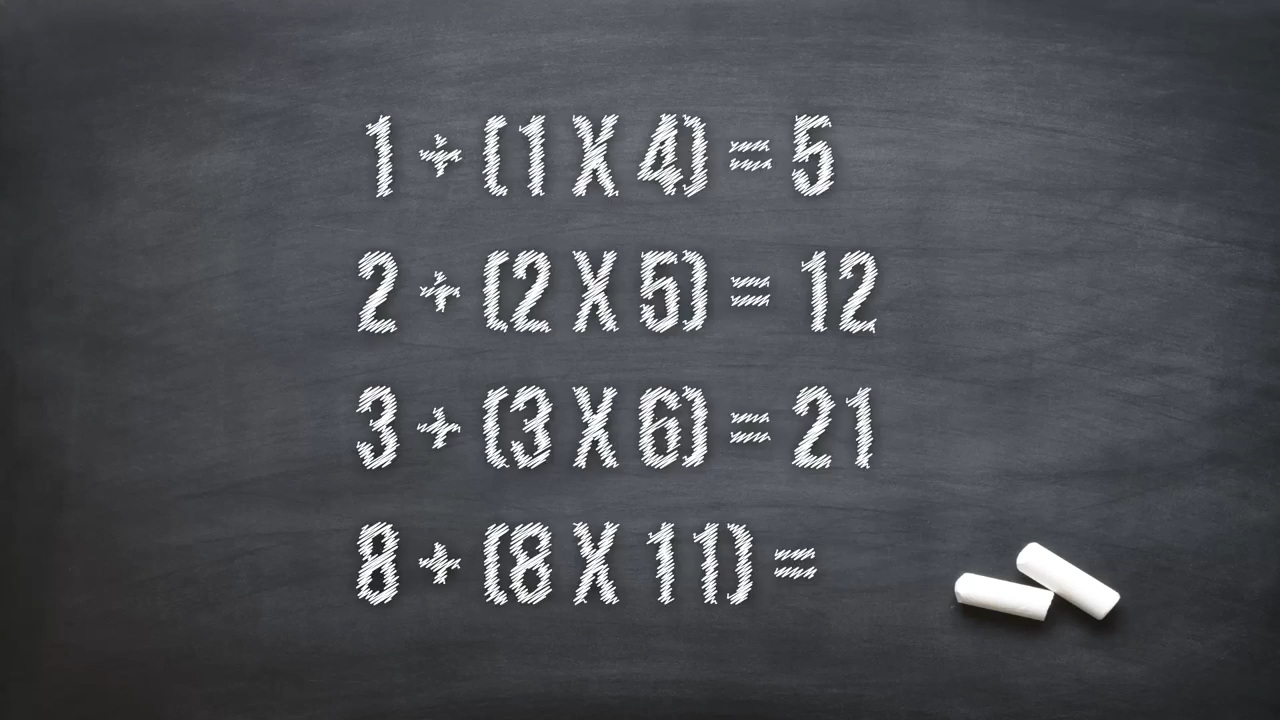 1 + (1 X 4) = 5
2 + (2 X 5) = 12
3 + (3 X 6) = 21
8 + (8 X 11) =